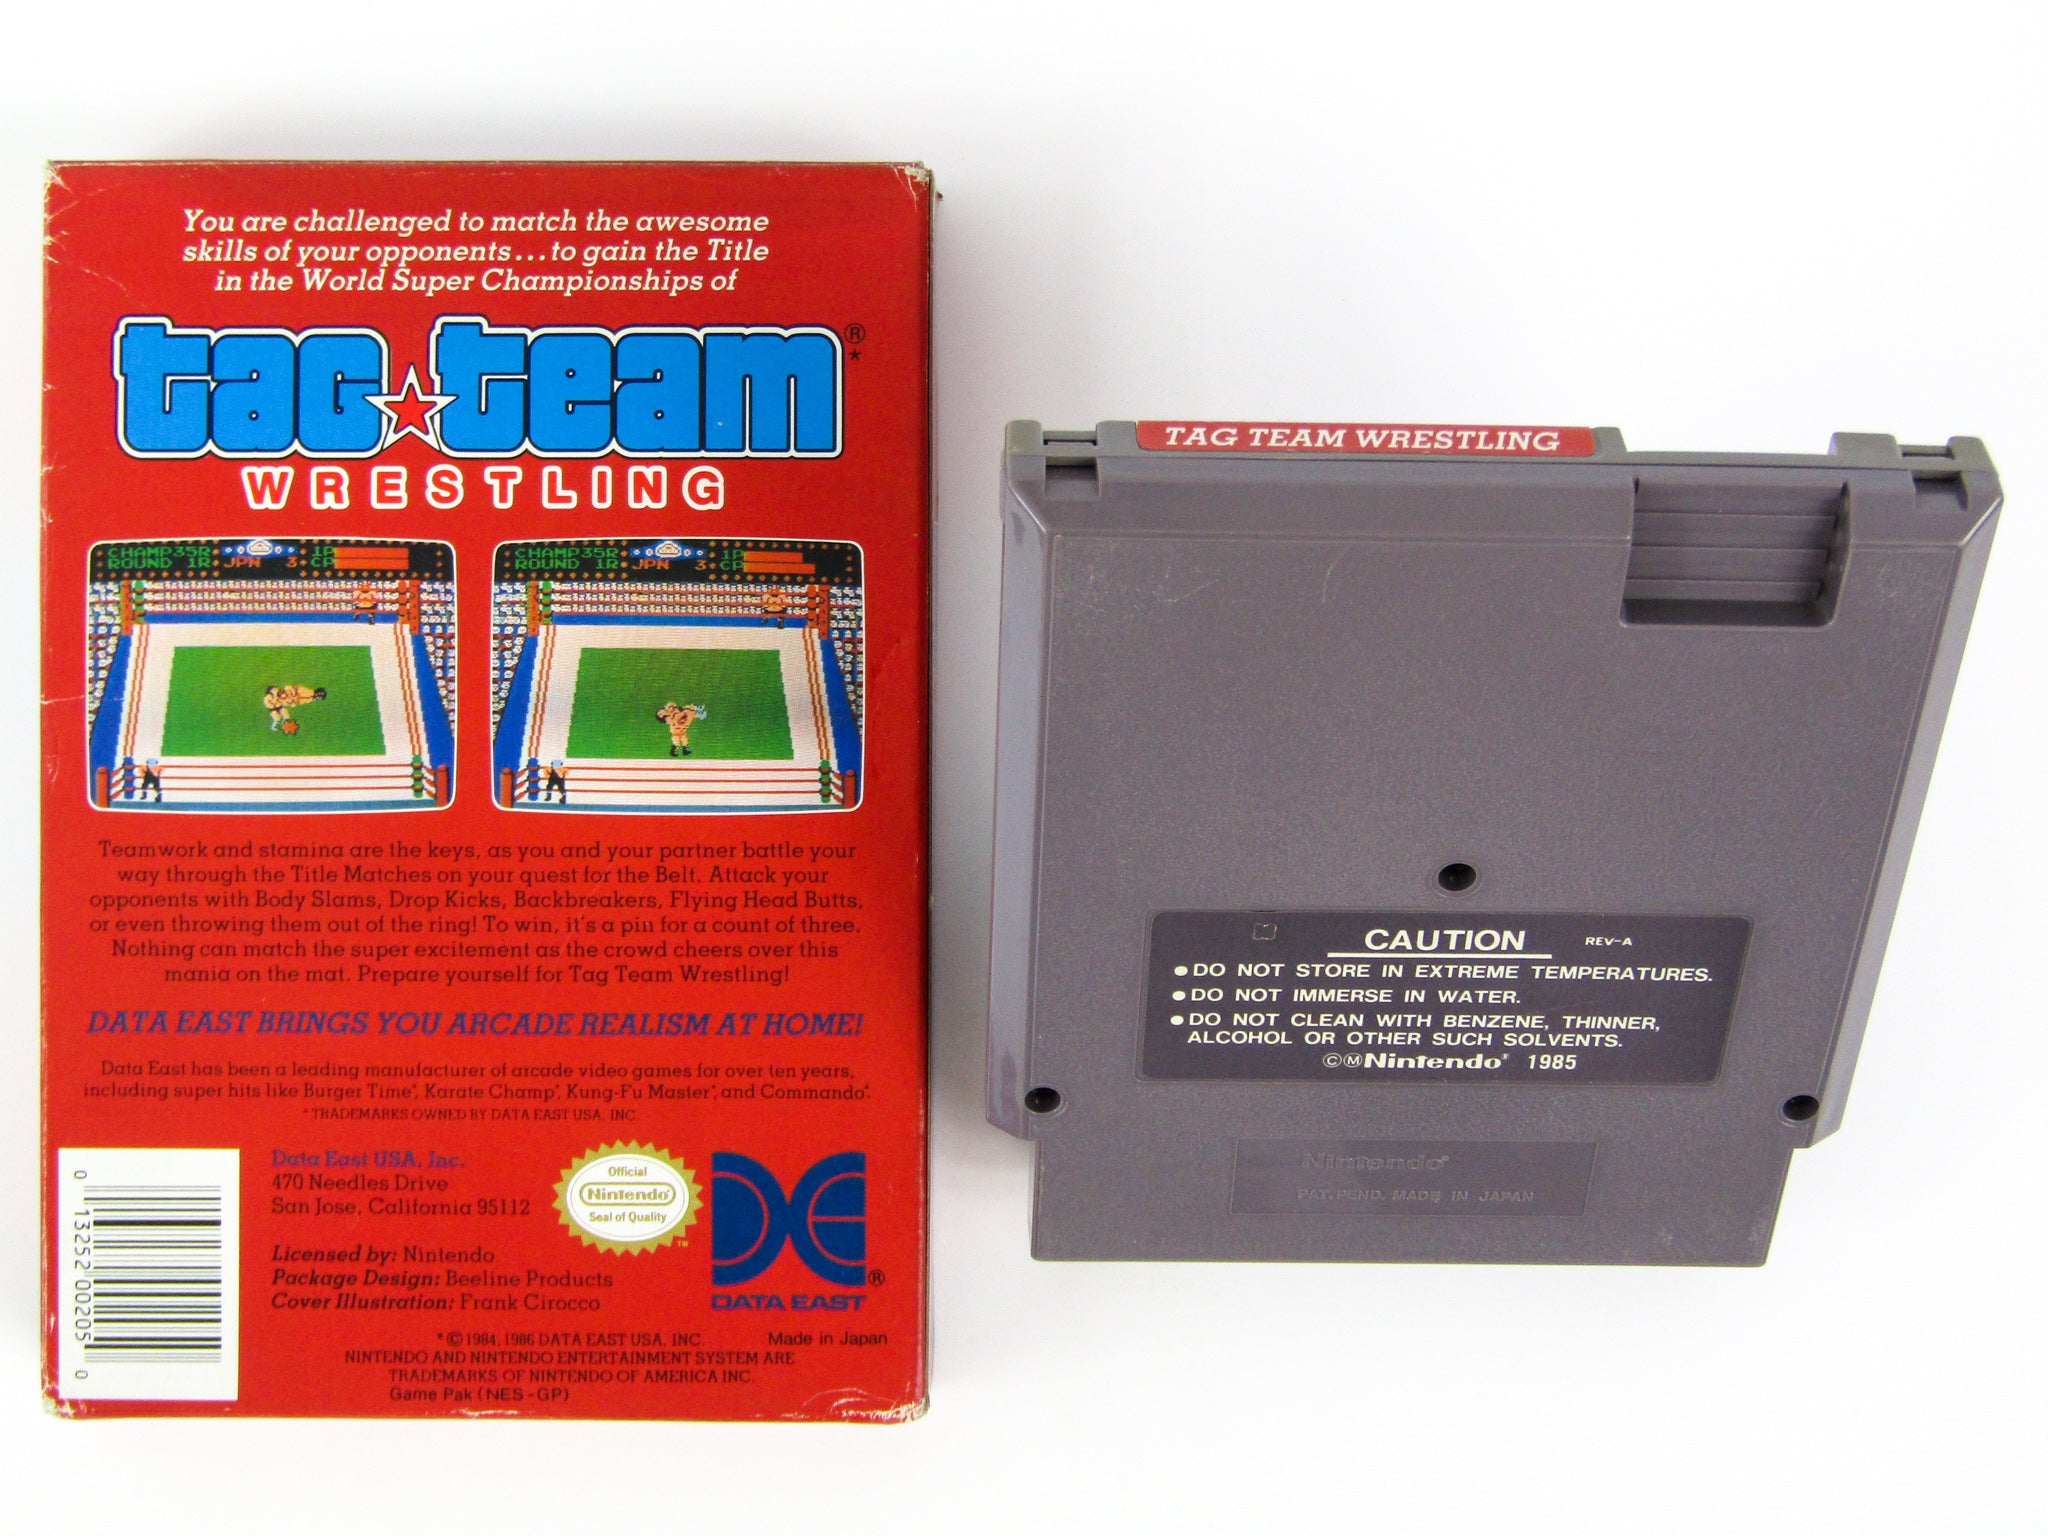 You are challenged to match the awesome
skills of your opponents...to gain the Title
in the World Super Championships of
tag★team®*
WRESTLING
CHAMP 35R 1P
ROUND 1R JPN 3 CP
CHAMP 35R 1P
ROUND 1R JPN 3 CP
Teamwork and stamina are the keys, as you and your partner battle your
way through the Title Matches on your quest for the Belt. Attack your
opponents with Body Slams, Drop Kicks, Backbreakers, Flying Head Butts,
or even throwing them out of the ring! To win, it's a pin for a count of three.
Nothing can match the super excitement as the crowd cheers over this
mania on the mat. Prepare yourself for Tag Team Wrestling!
DATA EAST BRINGS YOU ARCADE REALISM AT HOME!
Data East has been a leading manufacturer of arcade video games for over ten years,
including super hits like Burger Time*, Karate Champ*, Kung-Fu Master*, and Commando*.
* TRADEMARKS OWNED BY DATA EAST USA, INC.
0 13252 00205 0
Data East USA, Inc.
470 Needles Drive
San Jose, California 95112
Licensed by: Nintendo
Package Design: Beeline Products
Cover Illustration: Frank Cirocco
Official
Nintendo®
Seal of Quality
TM
DATA EAST®
*© 1984, 1986 DATA EAST USA, INC.
Made in Japan
NINTENDO AND NINTENDO ENTERTAINMENT SYSTEM ARE
TRADEMARKS OF NINTENDO OF AMERICA INC.
Game Pak (NES-GP)
TAG TEAM WRESTLING
CAUTION REV-A
●DO NOT STORE IN EXTREME TEMPERATURES.
●DO NOT IMMERSE IN WATER.
●DO NOT CLEAN WITH BENZENE, THINNER,
ALCOHOL OR OTHER SUCH SOLVENTS.
©ⓂNintendo® 1985
Nintendo®
PAT. PEND. MADE IN JAPAN